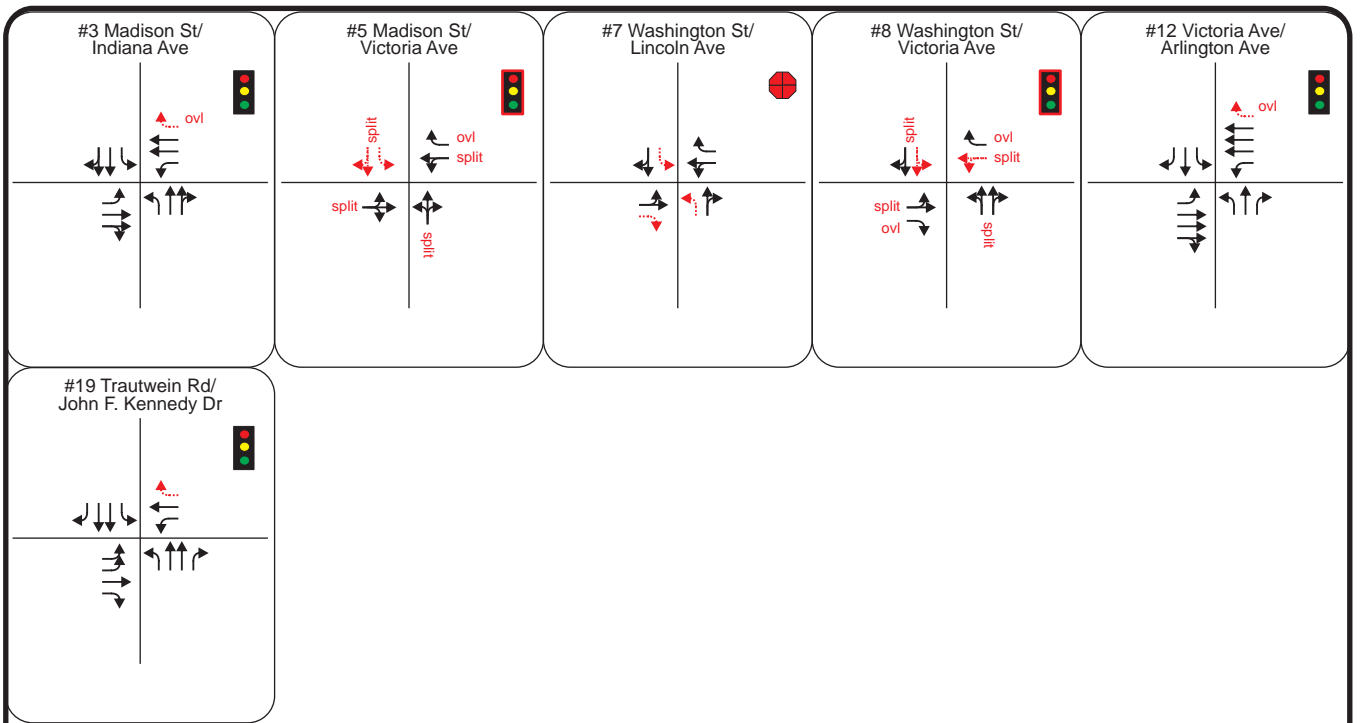 #3 Madison St/
Indiana Ave
ovl
#5 Madison St/
Victoria Ave
split
ovl
split
split
split
#7 Washington St/
Lincoln Ave
#8 Washington St/
Victoria Ave
split
ovl
split
split
ovl
split
#12 Victoria Ave/
Arlington Ave
ovl
#19 Trautwein Rd/
John F. Kennedy Dr